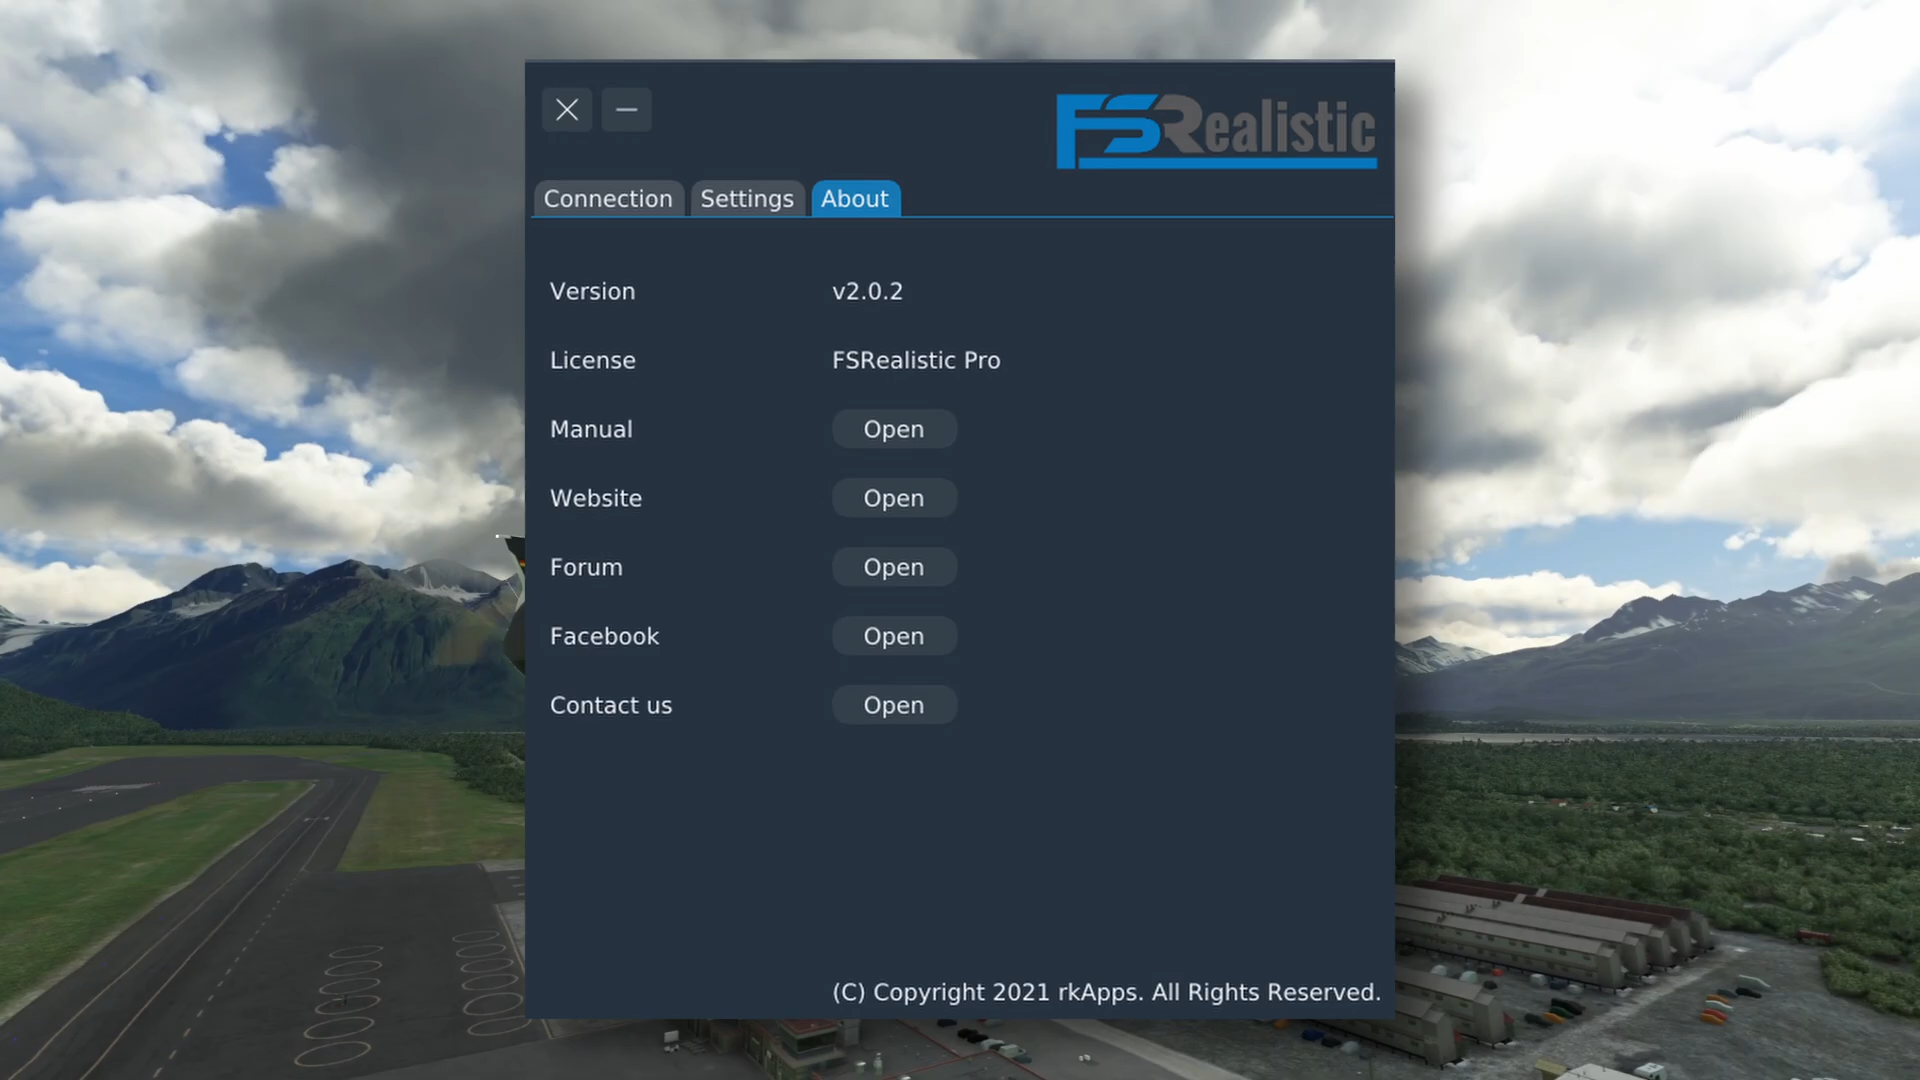 FSRealistic
Connection Settings About
Version v2.0.2
License FSRealistic Pro
Manual Open
Website Open
Forum Open
Facebook Open
Contact us Open
(C) Copyright 2021 rkApps. All Rights Reserved.